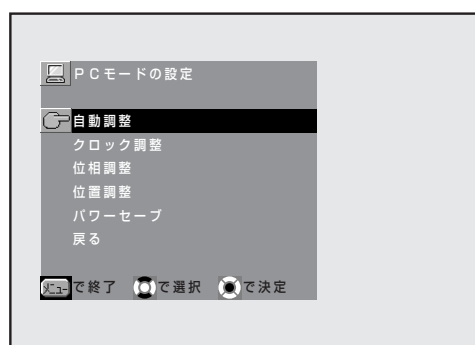 PCモードの設定
自動調整
クロック調整
位相調整
位置調整
パワーセーブ
戻る
メニューで終了 で選択 で決定